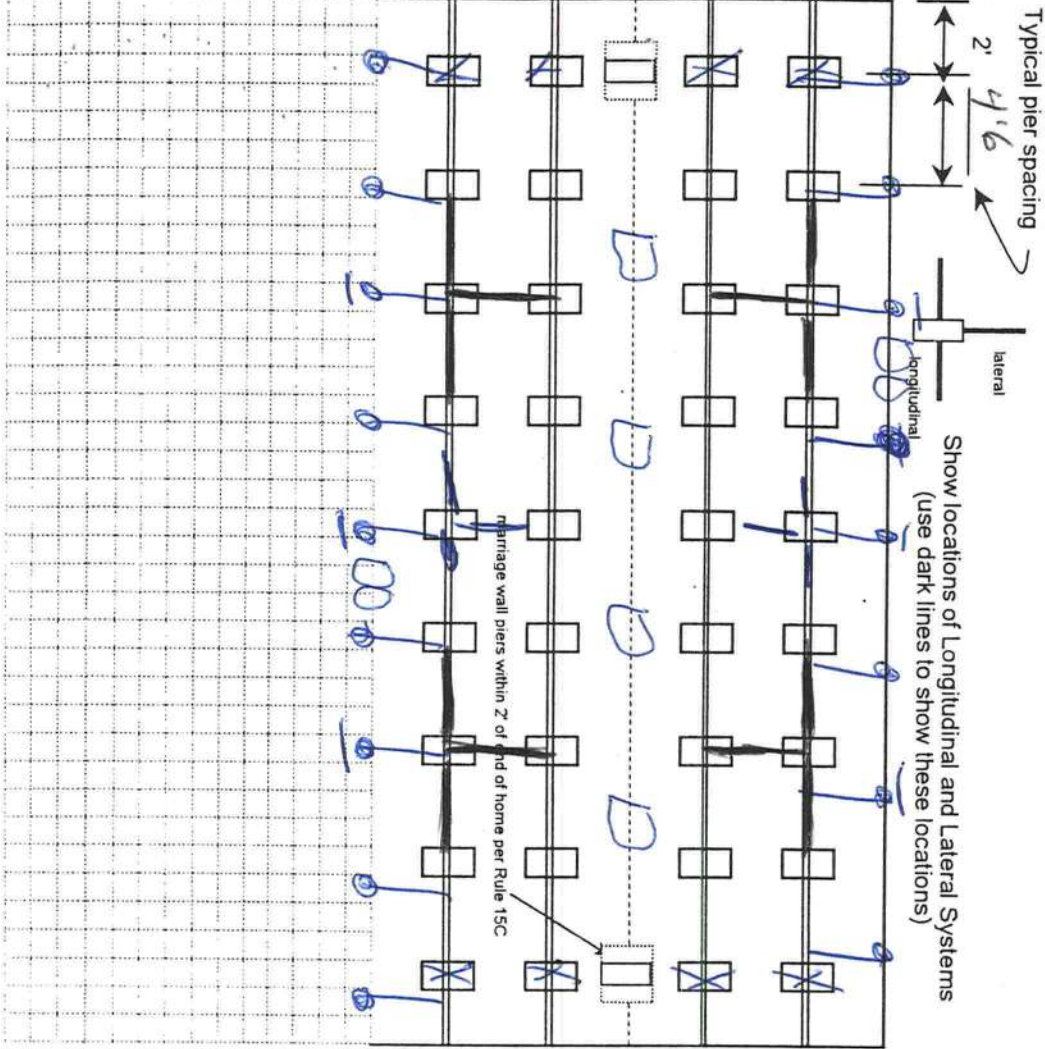 Typical pier spacing
2'
4'6
lateral
longitudinal
Show locations of Longitudinal and Lateral Systems
(use dark lines to show these locations)
marriage wall piers within 2' of end of home per Rule 15C